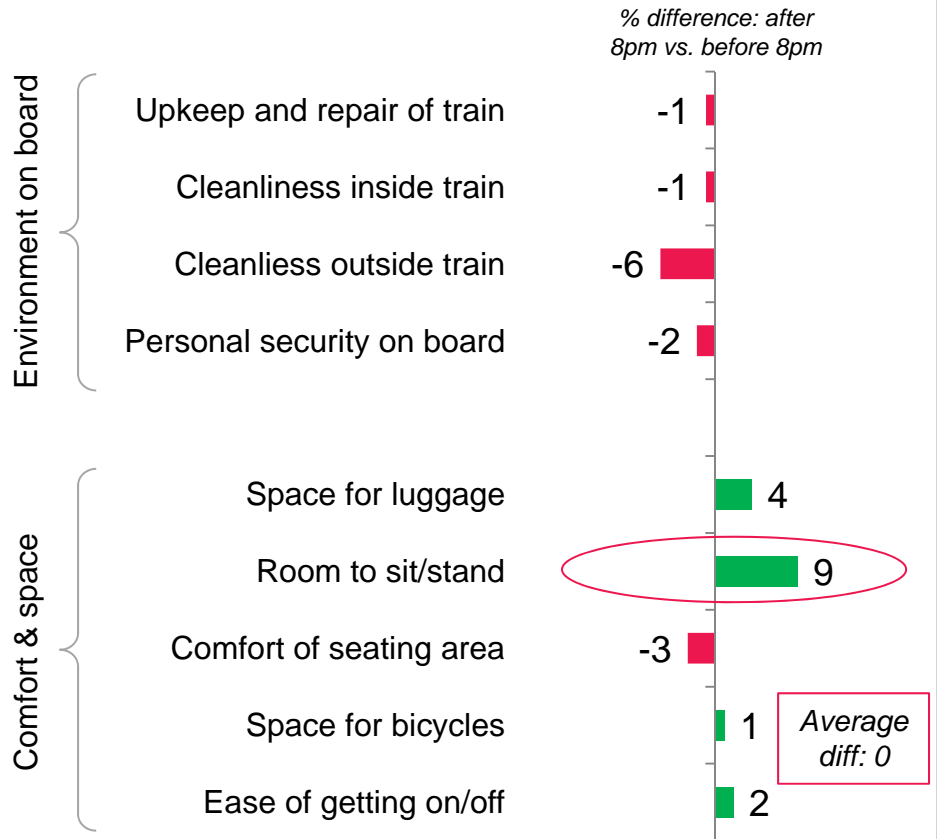 % difference: after
8pm vs. before 8pm
Environment on board
Upkeep and repair of train
-1
Cleanliness inside train
-1
Cleanliess outside train
-6
Personal security on board
-2
Comfort & space
Space for luggage
4
Room to sit/stand
9
Comfort of seating area
-3
Space for bicycles
1
Average
diff: 0
Ease of getting on/off
2